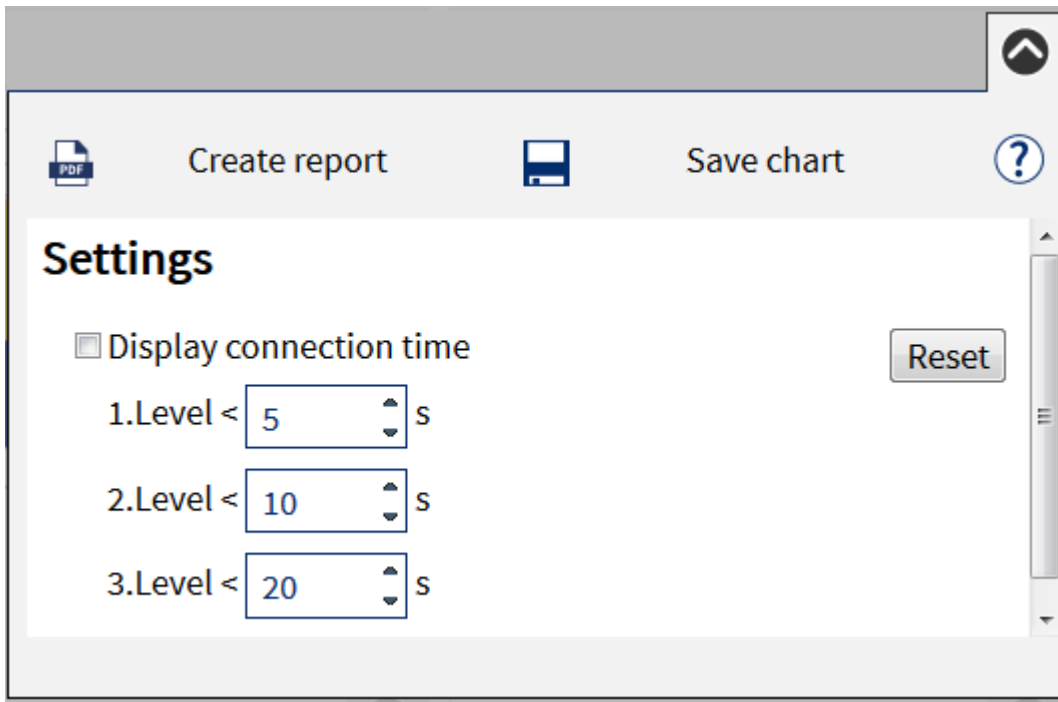 PDF Create report Save chart ?
Settings
Display connection time Reset
1.Level < 5 s
2.Level < 10 s
3.Level < 20 s